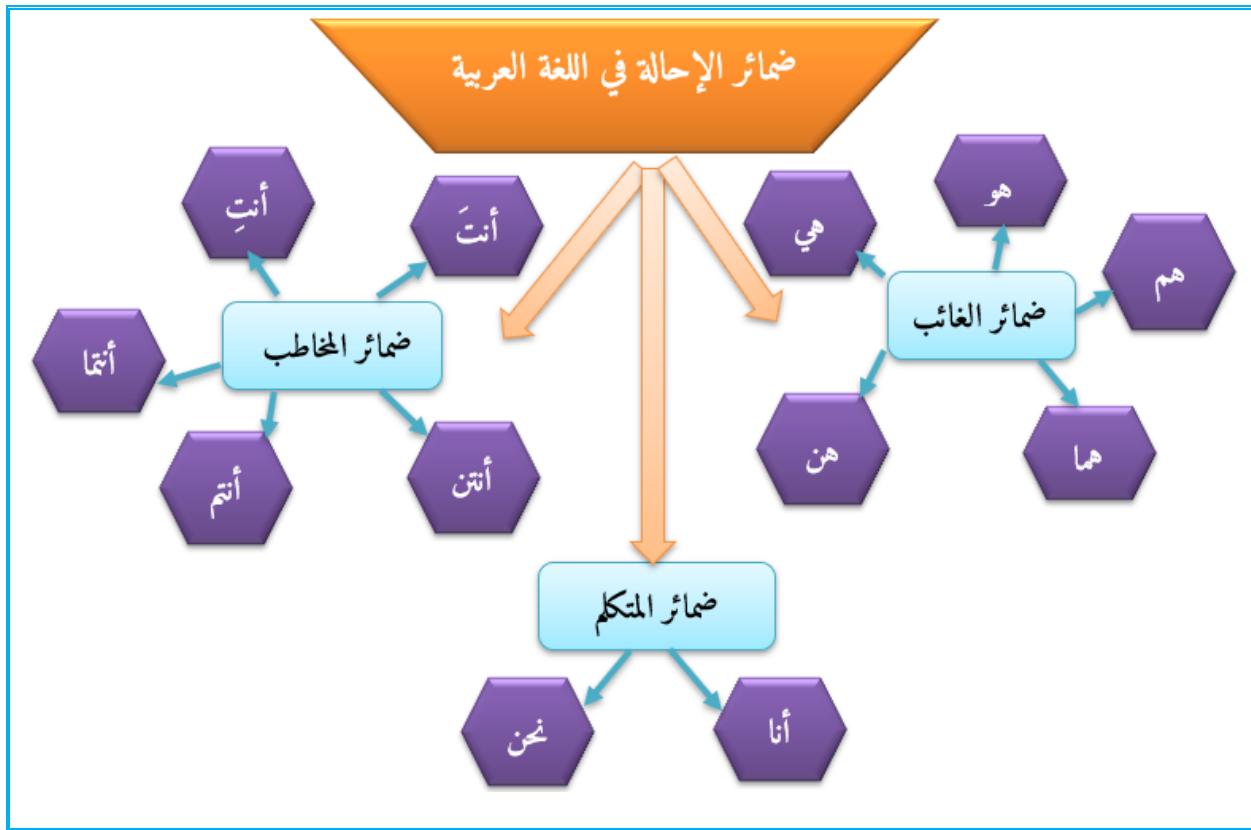 ضمائر الإحالة في اللغة العربية
ضمائر الغائب
هو
هي
هم
هما
هن
ضمائر المخاطب
أنتَ
أنتِ
أنتما
أنتم
أنتن
ضمائر المتكلم
أنا
نحن